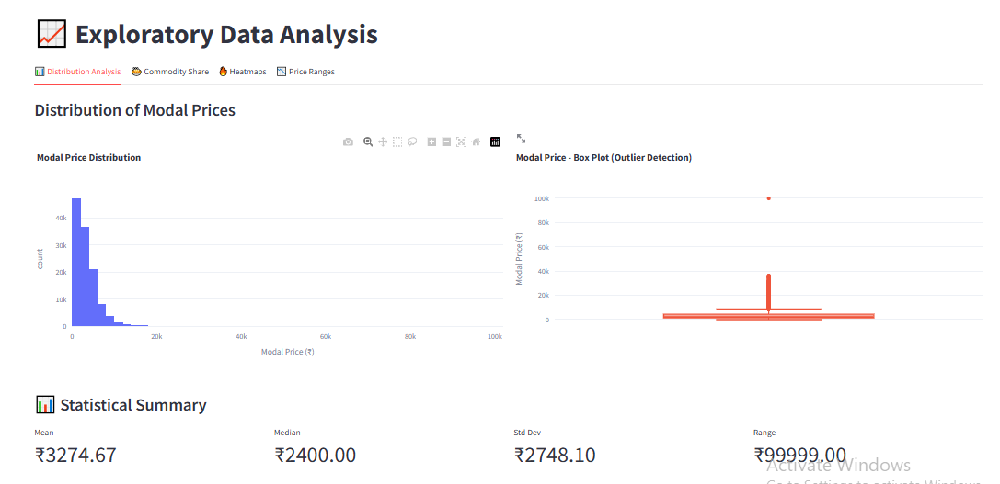 Exploratory Data Analysis
Distribution Analysis Commodity Share Heatmaps Price Ranges
Distribution of Modal Prices
Modal Price Distribution
40k
30k
20k
10k
0
count
0 20k 40k 60k 80k 100k
Modal Price (₹)
Modal Price - Box Plot (Outlier Detection)
100k
80k
60k
40k
20k
0
Modal Price (₹)
Statistical Summary
Mean Median Std Dev Range
₹3274.67 ₹2400.00 ₹2748.10 ₹99999.00
Activate Windows
Go to Settings to activate Windows